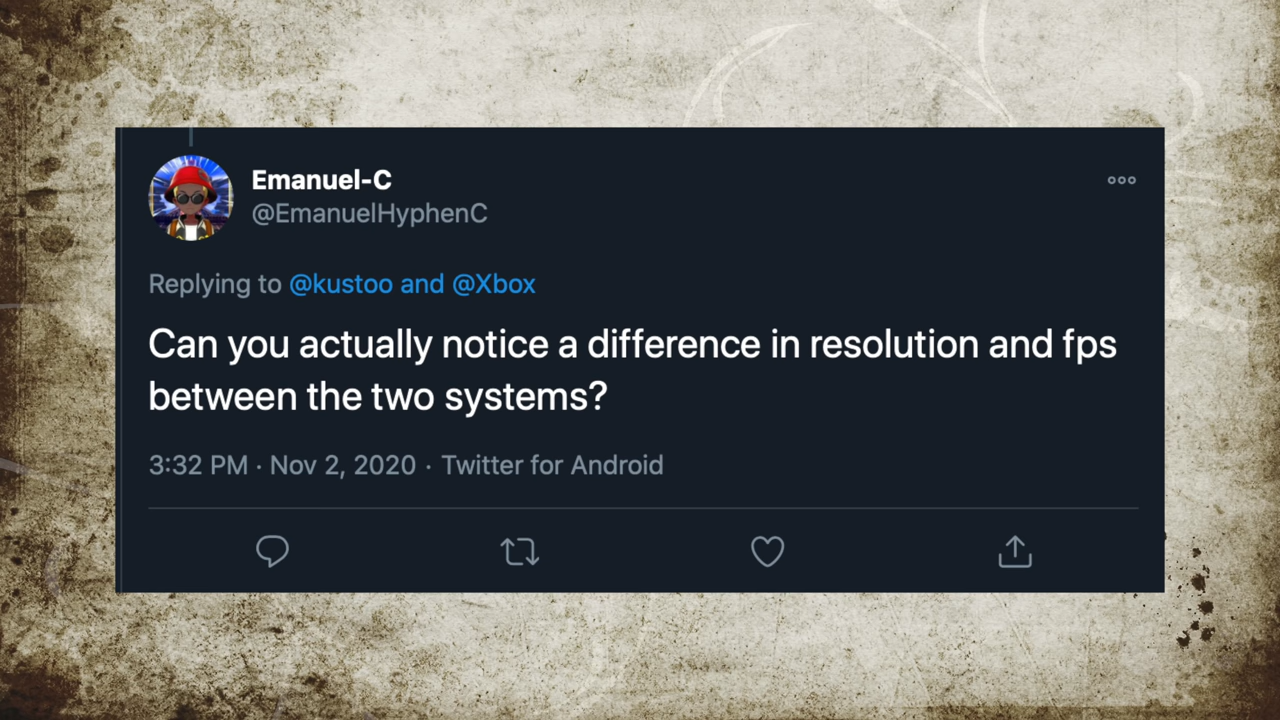 Emanuel-C
@EmanuelHyphenC
Replying to @kustoo and @Xbox
Can you actually notice a difference in resolution and fps
between the two systems?
3:32 PM · Nov 2, 2020 · Twitter for Android